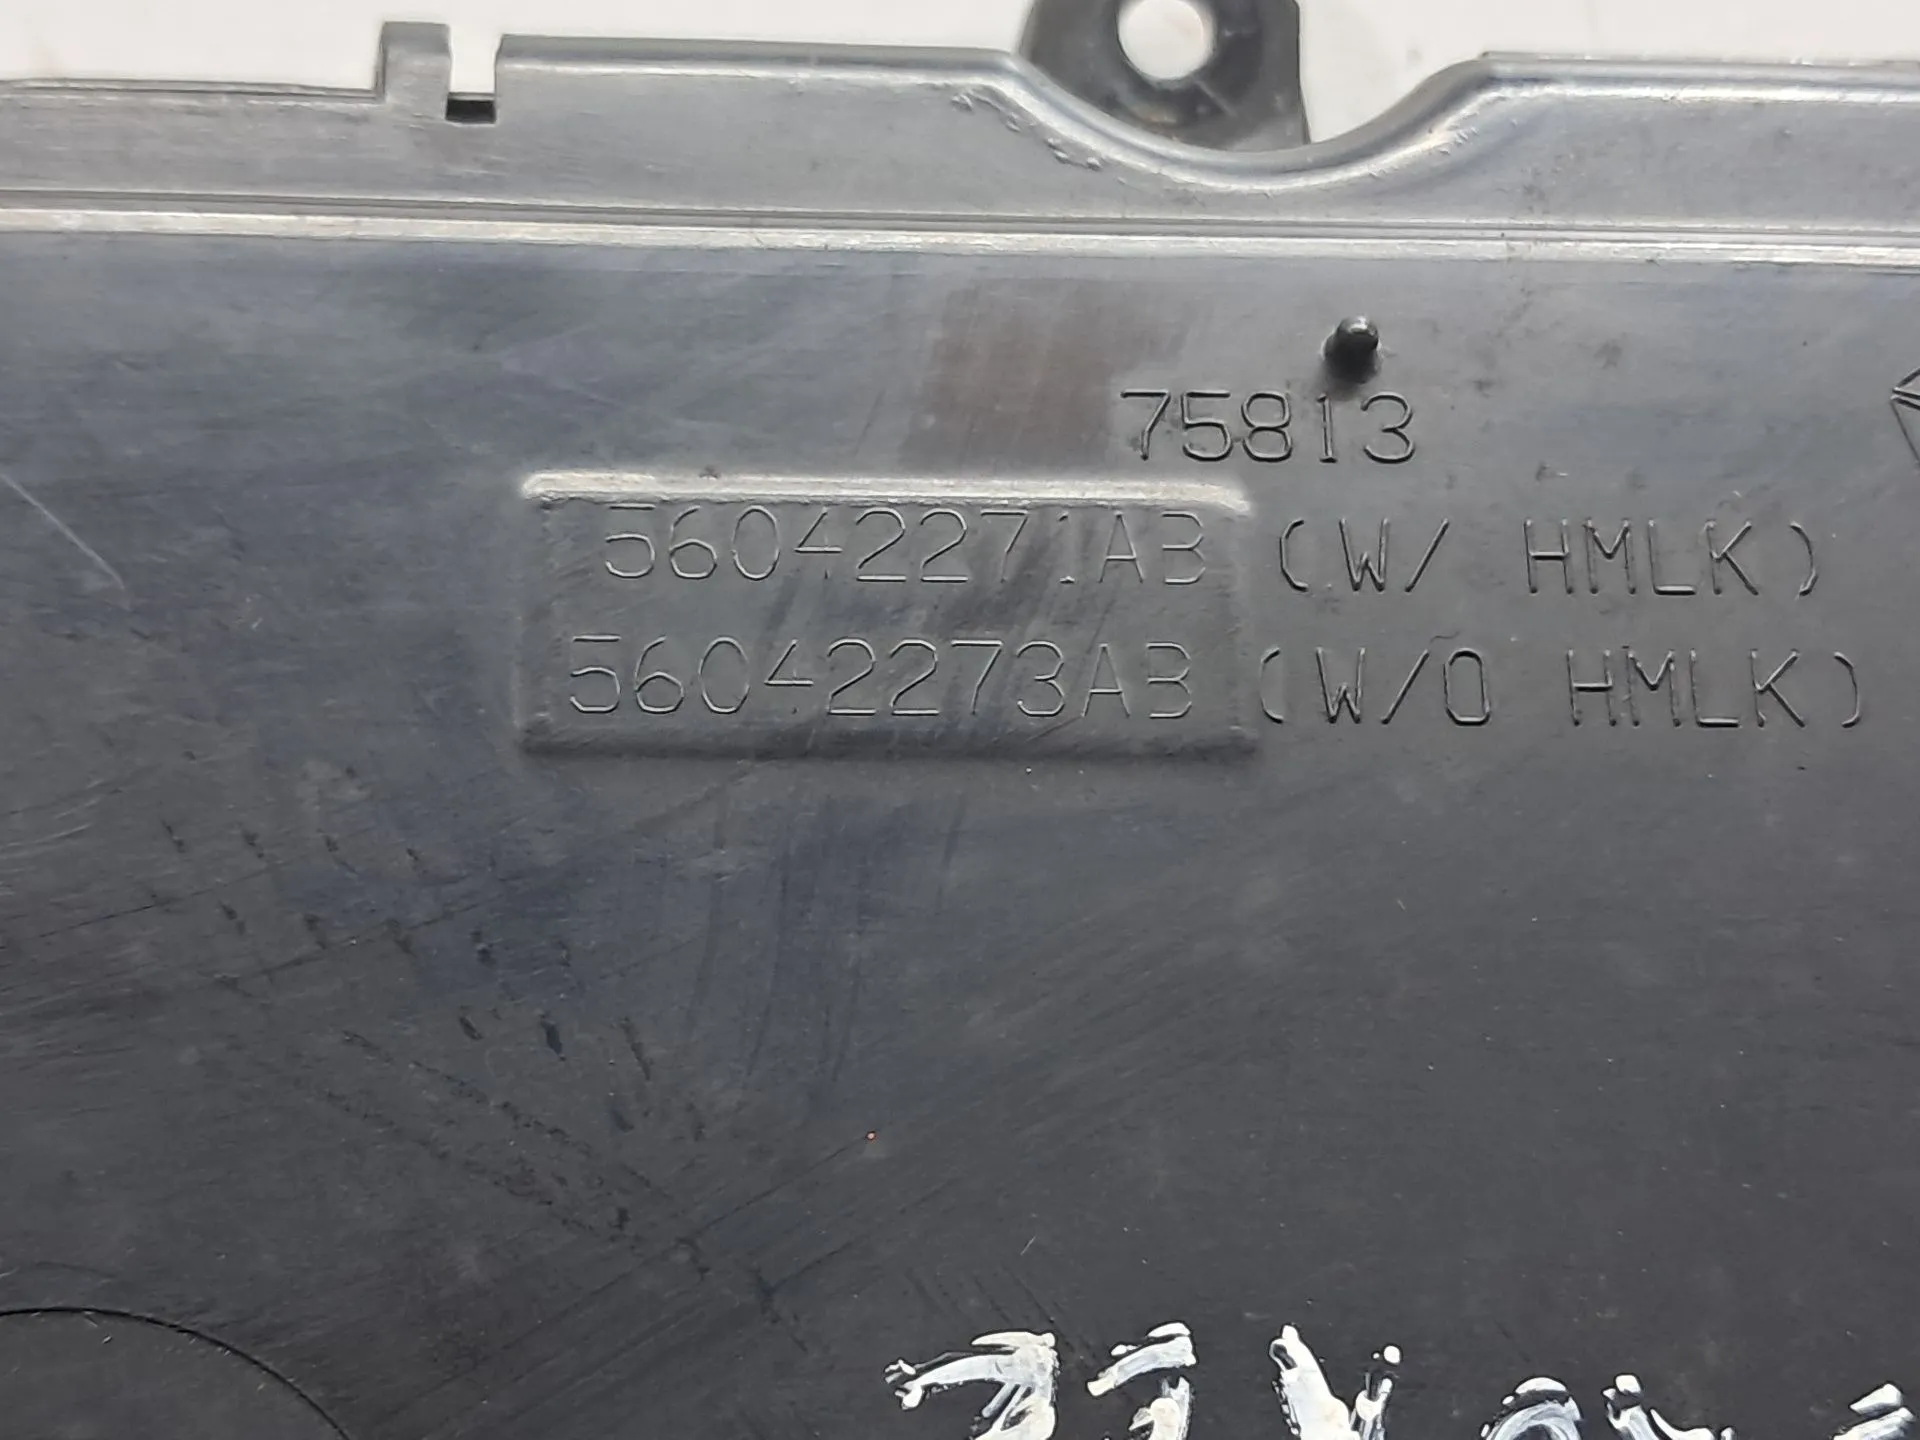 75813
56042271AB (W/ HMLK)
56042273AB (W/O HMLK)